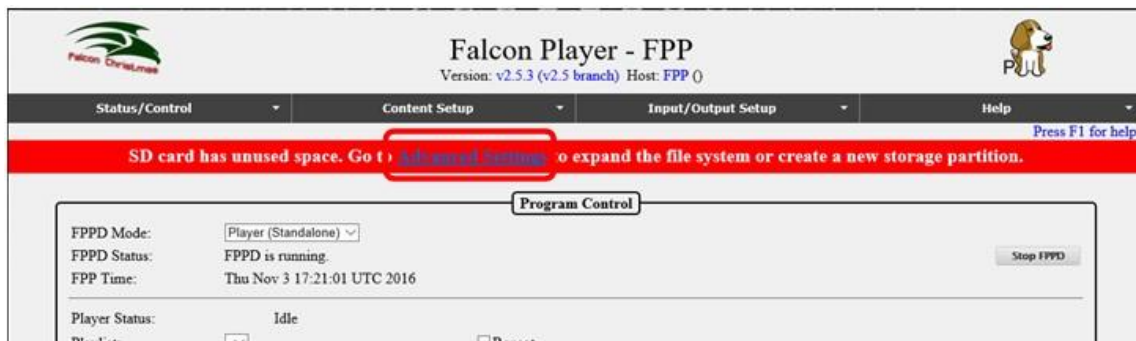 Falcon Christmas
Falcon Player - FPP
Version: v2.5.3 (v2.5 branch) Host: FPP ()
Status/Control Content Setup Input/Output Setup Help
Press F1 for help
SD card has unused space. Go to Advanced Settings to expand the file system or create a new storage partition.
Program Control
FPPD Mode: Player (Standalone)
FPPD Status: FPPD is running. Stop FPPD
FPP Time: Thu Nov 3 17:21:01 UTC 2016
Player Status: Idle